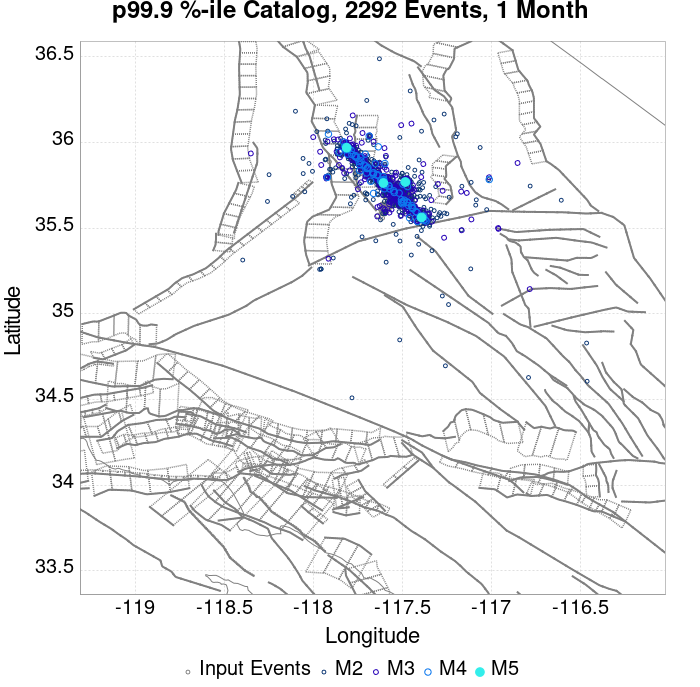 p99.9 %-ile Catalog, 2292 Events, 1 Month
36.5
36
35.5
35
34.5
34
33.5
Latitude
-119 -118.5 -118 -117.5 -117 -116.5
Longitude
Input Events M2 M3 M4 M5